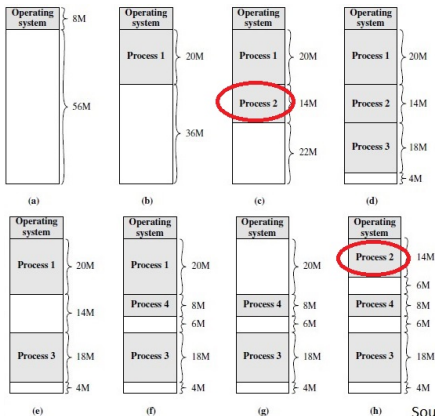 Operating
system
8M
56M
(a)
Operating
system
Process 1
20M
36M
(b)
Operating
system
Process 1
20M
Process 2
14M
22M
(c)
Operating
system
Process 1
20M
Process 2
14M
Process 3
18M
4M
(d)
Operating
system
Process 1
20M
14M
Process 3
18M
4M
(e)
Operating
system
Process 1
20M
Process 4
8M
6M
Process 3
18M
4M
(f)
Operating
system
20M
Process 4
8M
6M
Process 3
18M
4M
(g)
Operating
system
Process 2
14M
6M
Process 4
8M
6M
Process 3
18M
4M
(h)
Sou